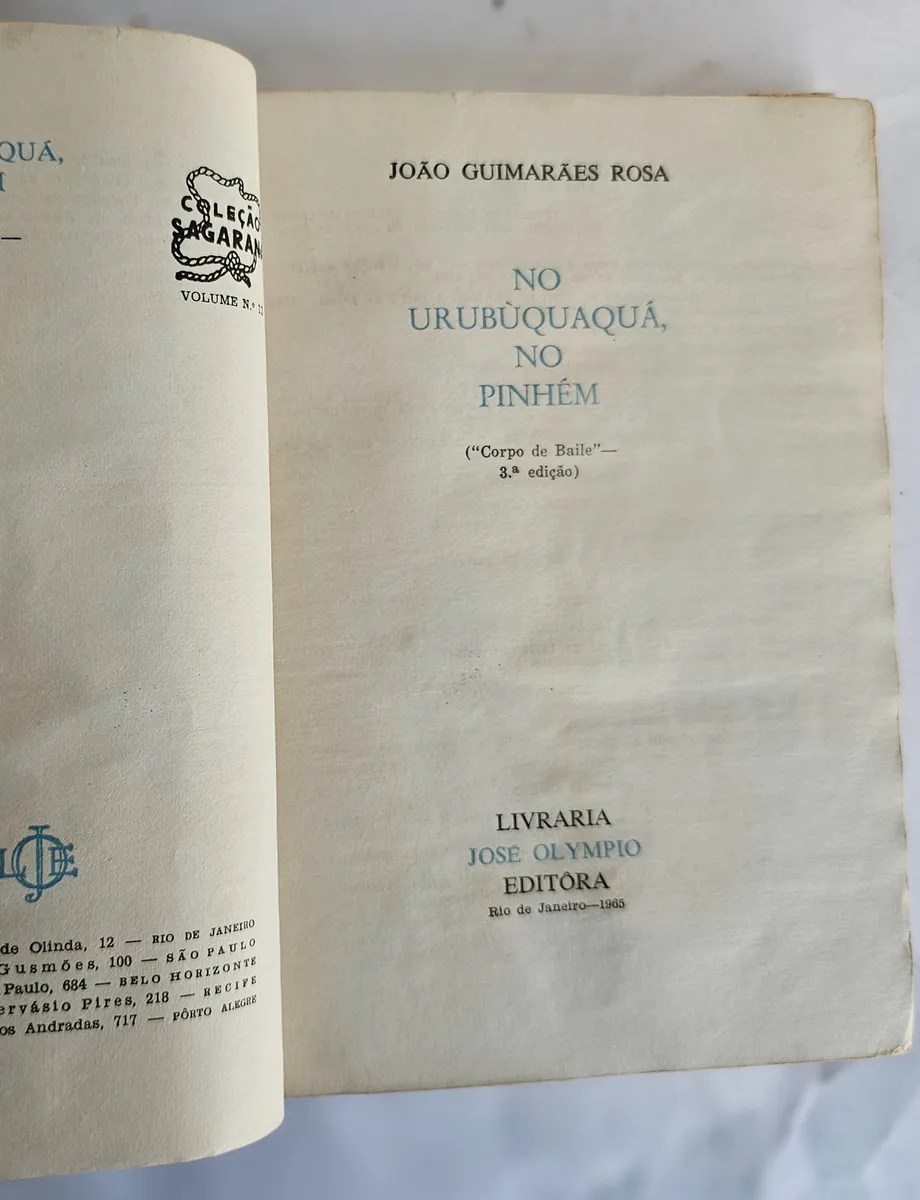 QUÁ,
—
COLEÇÃO
SAGARAN
VOLUME N.º
de Olinda, 12 — RIO DE JANEIRO
Gusmões, 100 — SÃO PAULO
Paulo, 684 — BELO HORIZONTE
ervásio Pires, 218 — RECIFE
os Andradas, 717 — PÔRTO ALEGRE
JOÃO GUIMARÃES ROSA
NO
URUBÙQUAQUÁ,
NO
PINHÉM
("Corpo de Baile"—
3.ª edição)
LIVRARIA
JOSÉ OLYMPIO
EDITÔRA
Rio de Janeiro—1965